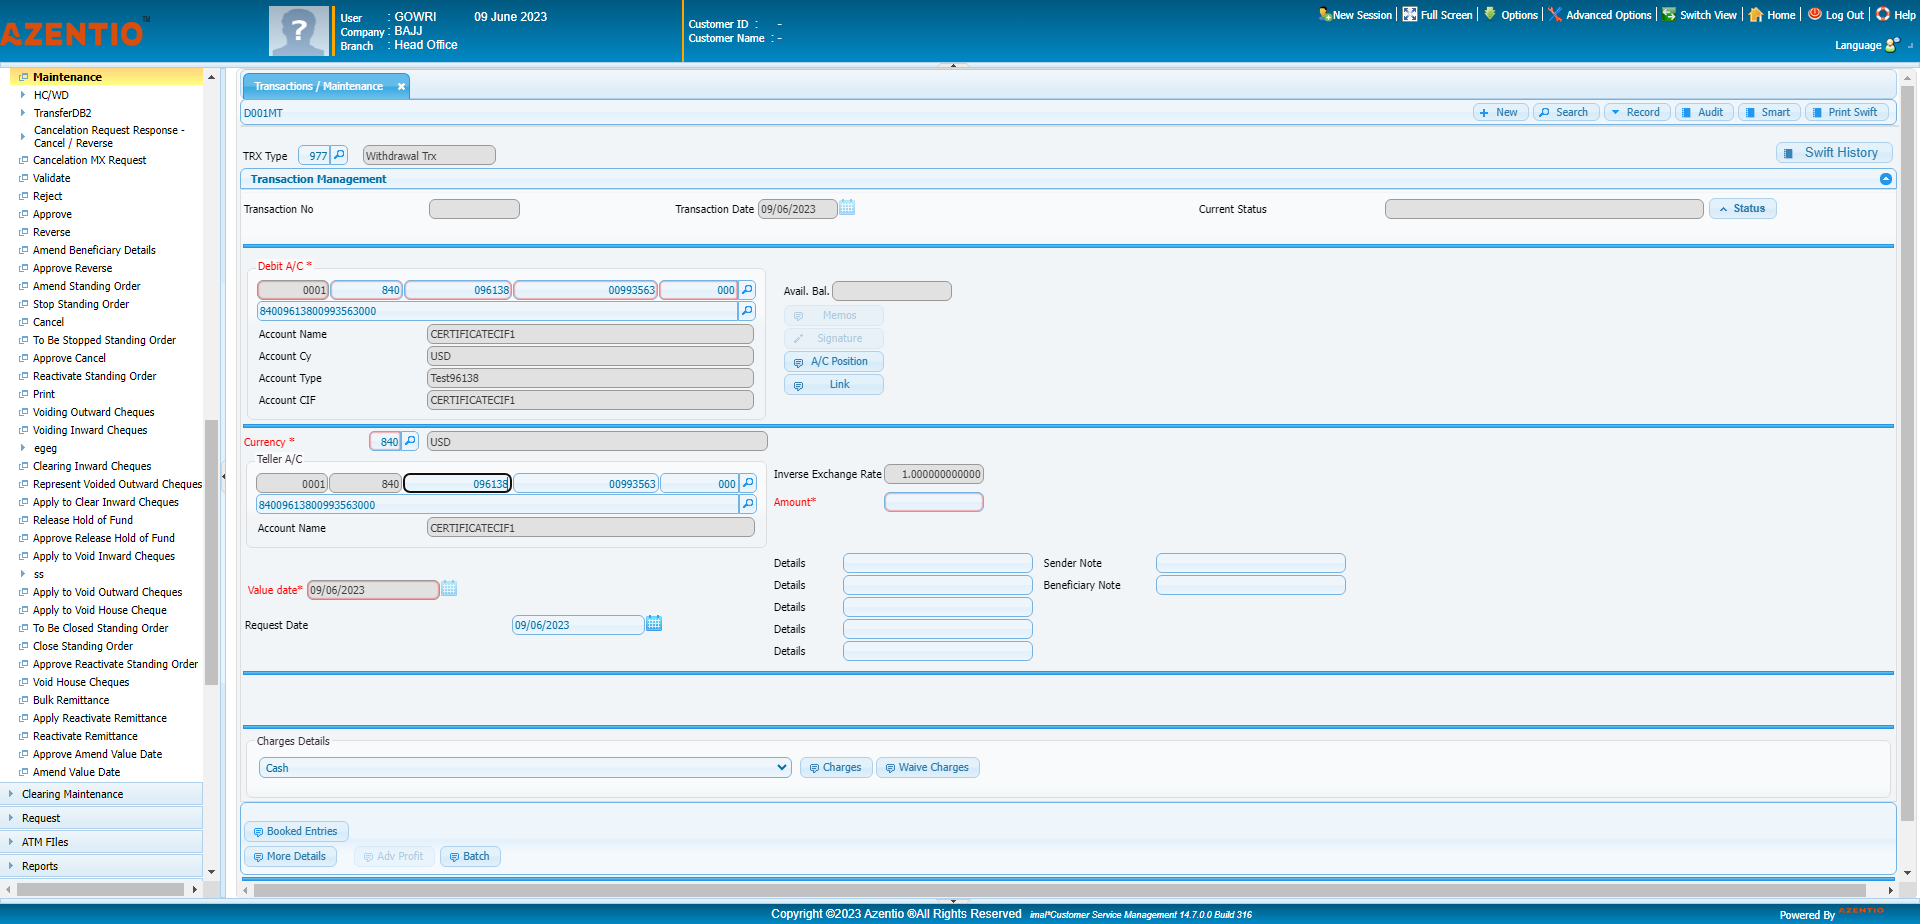 AZENTIO™
User : GOWRI 09 June 2023
Company : BAJJ
Branch : Head Office
Customer ID : -
Customer Name : -
New Session Full Screen Options Advanced Options Switch View Home Log Out Help
Language
Maintenance
HC/WD
TransferDB2
Cancelation Request Response -
Cancel / Reverse
Cancelation MX Request
Validate
Reject
Approve
Reverse
Amend Beneficiary Details
Approve Reverse
Amend Standing Order
Stop Standing Order
Cancel
To Be Stopped Standing Order
Approve Cancel
Reactivate Standing Order
Print
Voiding Outward Cheques
Voiding Inward Cheques
egeg
Clearing Inward Cheques
Represent Voided Outward Cheques
Apply to Clear Inward Cheques
Release Hold of Fund
Approve Release Hold of Fund
Apply to Void Inward Cheques
ss
Apply to Void Outward Cheques
Apply to Void House Cheque
To Be Closed Standing Order
Close Standing Order
Approve Reactivate Standing Order
Void House Cheques
Bulk Remittance
Apply Reactivate Remittance
Reactivate Remittance
Approve Amend Value Date
Amend Value Date
Clearing Maintenance
Request
ATM FIles
Reports
Transactions / Maintenance
D001MT
New Search Record Audit Smart Print Swift
TRX Type 977 Withdrawal Trx
Swift History
Transaction Management
Transaction No Transaction Date 09/06/2023 Current Status Status
Debit A/C *
0001 840 096138 00993563 000
84009613800993563000
Account Name CERTIFICATECIF1
Account Cy USD
Account Type Test96138
Account CIF CERTIFICATECIF1
Avail. Bal.
Memos
Signature
A/C Position
Link
Currency * 840 USD
Teller A/C
0001 840 096138 00993563 000
84009613800993563000
Account Name CERTIFICATECIF1
Inverse Exchange Rate 1.000000000000
Amount*
Value date* 09/06/2023
Request Date 09/06/2023
Details
Details
Details
Details
Details
Sender Note
Beneficiary Note
Charges Details
Cash Charges Waive Charges
Booked Entries
More Details Adv Profit Batch
Copyright ©2023 Azentio ®All Rights Reserved imal*Customer Service Management 14.7.0.0 Build 316
Powered By AZENTIO